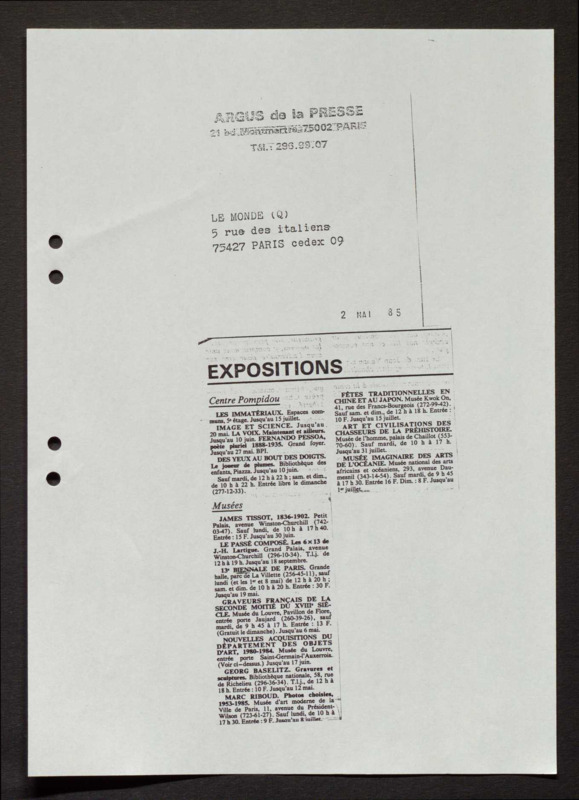 ARGUS de la PRESSE
21 bd. Montmartre 75002 PARIS
Tél.: 296.99.07
LE MONDE (Q)
5 rue des italiens
75427 PARIS cedex 09
2 MAI 85
EXPOSITIONS
Centre Pompidou
LES IMMATÉRIAUX. Espaces com-
muns, 5e étage. Jusqu'au 15 juillet.
IMAGE ET SCIENCE. Jusqu'au
20 mai. LA VOIX. Maintenant et ailleurs.
Jusqu'au 10 juin. FERNANDO PESSOA,
poète pluriel 1888-1935. Grand foyer.
Jusqu'au 27 mai. BPI.
DES YEUX AU BOUT DES DOIGTS.
Le joueur de plumes. Bibliothèque des
enfants, Piazza. Jusqu'au 10 juin.
Sauf mardi, de 12 h à 22 h ; sam. et dim.,
de 10 h à 22 h. Entrée libre le dimanche
(277-12-33).
Musées
JAMES TISSOT, 1836-1902. Petit
Palais, avenue Winston-Churchill (742-
03-47). Sauf lundi, de 10 h à 17 h 40.
Entrée : 15 F. Jusqu'au 30 juin.
LE PASSÉ COMPOSÉ. Les 6 x 13 de
J.-H. Lartigue. Grand Palais, avenue
Winston-Churchill (296-10-34). T.l.j. de
12 h à 19 h. Jusqu'au 18 septembre.
13e BIENNALE DE PARIS. Grande
halle, parc de La Villette (256-45-11), sauf
lundi (et les 1er et 8 mai) de 12 h à 20 h ;
sam. et dim. de 10 h à 20 h. Entrée : 30 F.
Jusqu'au 19 mai.
GRAVEURS FRANÇAIS DE LA
SECONDE MOITIÉ DU XVIIIe SIÈ-
CLE. Musée du Louvre, Pavillon de Flore,
entrée porte Jaujard (260-39-26), sauf
mardi, de 9 h 45 à 17 h. Entrée : 13 F.
(Gratuit le dimanche). Jusqu'au 6 mai.
NOUVELLES ACQUISITIONS DU
DÉPARTEMENT DES OBJETS
D'ART, 1980-1984. Musée du Louvre,
entrée porte Saint-Germain-l'Auxerrois.
(Voir ci-dessus.) Jusqu'au 17 juin.
GEORG BASELITZ. Gravures et
sculptures. Bibliothèque nationale, 58, rue
de Richelieu (296-36-34). T.l.j., de 12 h à
18 h. Entrée : 10 F. Jusqu'au 12 mai.
MARC RIBOUD. Photos choisies,
1953-1985. Musée d'art moderne de la
Ville de Paris, 11, avenue du Président-
Wilson (723-61-27). Sauf lundi, de 10 h à
17 h 30. Entrée : 9 F. Jusqu'au 8 juillet.
FÊTES TRADITIONNELLES EN
CHINE ET AU JAPON. Musée Kwok On,
41, rue des Francs-Bourgeois (272-99-42).
Sauf sam. et dim., de 12 h à 18 h. Entrée :
10 F. Jusqu'au 15 juillet.
ART ET CIVILISATIONS DES
CHASSEURS DE LA PRÉHISTOIRE.
Musée de l'homme, palais de Chaillot (553-
70-60). Sauf mardi, de 10 h à 17 h.
Jusqu'au 31 juillet.
MUSÉE IMAGINAIRE DES ARTS
DE L'OCÉANIE. Musée national des arts
africains et océaniens, 293, avenue Dau-
mesnil (343-14-54). Sauf mardi, de 9 h 45
à 17 h 30. Entrée 16 F. Dim. : 8 F. Jusqu'au
1er juillet.